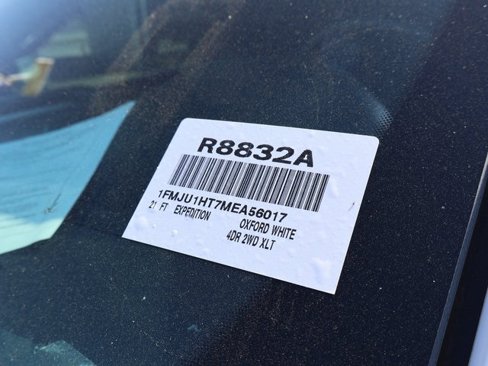 R8832A
1FMJU1HT7MEA56017
21 FT EXPEDITION
OXFORD WHITE
4DR 2WD XLT